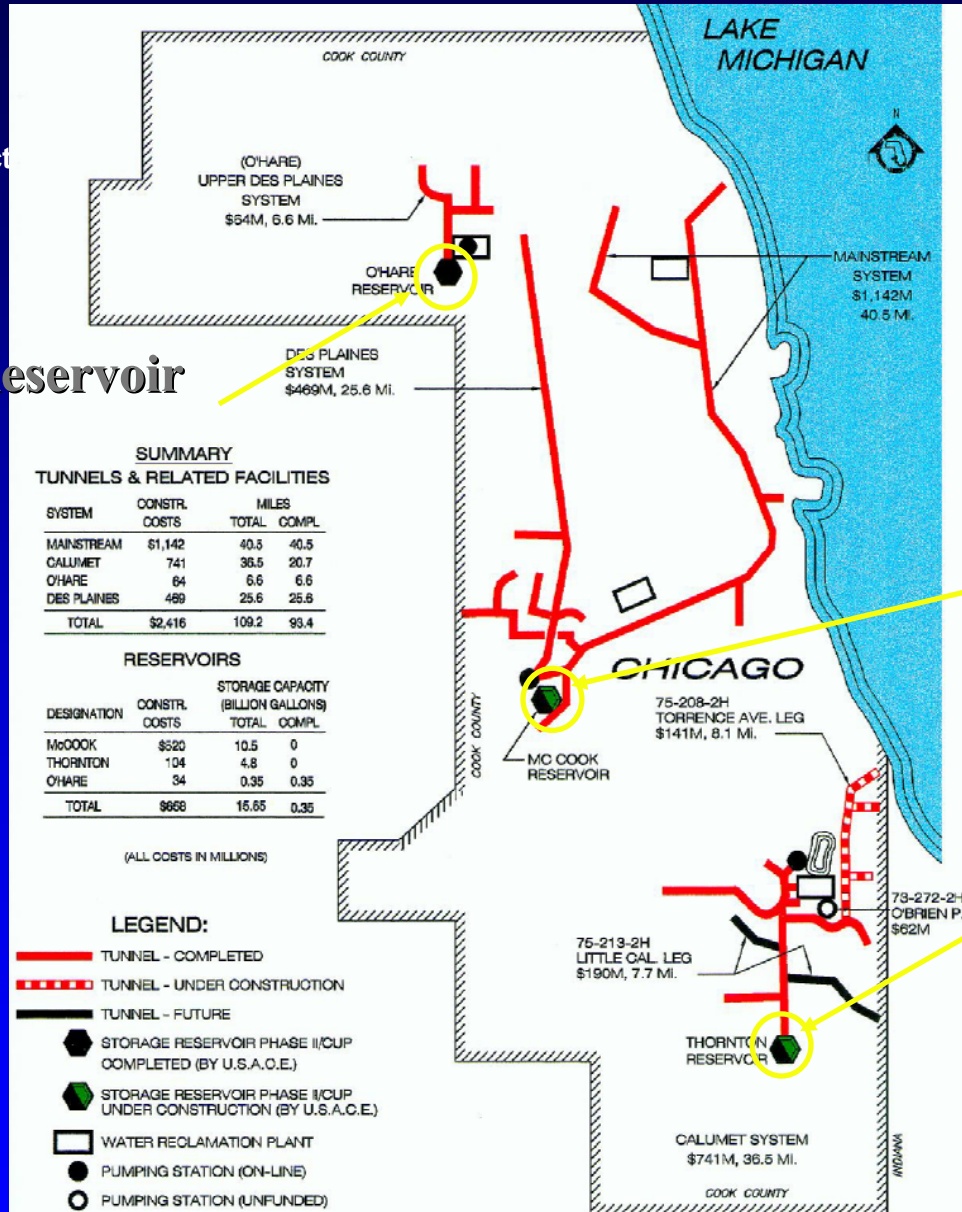 LAKE
MICHIGAN
COOK COUNTY
N
(O'HARE)
UPPER DES PLAINES
SYSTEM
$64M, 6.6 Mi.
O'HARE
RESERVOIR
MAINSTREAM
SYSTEM
$1,142M
40.5 MI.
eservoir
DES PLAINES
SYSTEM
$469M, 25.6 Mi.
SUMMARY
TUNNELS & RELATED FACILITIES
SYSTEM CONSTR. COSTS MILES TOTAL COMPL
MAINSTREAM $1,142 40.5 40.5
CALUMET 741 36.5 20.7
O'HARE 64 6.6 6.6
DES PLAINES 469 25.6 25.6
TOTAL $2,416 109.2 93.4
RESERVOIRS
DESIGNATION CONSTR. COSTS STORAGE CAPACITY (BILLION GALLONS) TOTAL COMPL
McCOOK $520 10.5 0
THORNTON 104 4.8 0
O'HARE 34 0.35 0.35
TOTAL $658 15.65 0.35
(ALL COSTS IN MILLIONS)
CHICAGO
COOK COUNTY
MC COOK
RESERVOIR
75-208-2H
TORRENCE AVE. LEG
$141M, 8.1 Mi.
73-272-2H
O'BRIEN P.
$62M
75-213-2H
LITTLE CAL. LEG
$190M, 7.7 Mi.
THORNTON
RESERVOIR
CALUMET SYSTEM
$741M, 36.5 Mi.
COOK COUNTY
INDIANA
LEGEND:
TUNNEL - COMPLETED
TUNNEL - UNDER CONSTRUCTION
TUNNEL - FUTURE
STORAGE RESERVOIR PHASE II/CUP
COMPLETED (BY U.S.A.C.E.)
STORAGE RESERVOIR PHASE II/CUP
UNDER CONSTRUCTION (BY U.S.A.C.E.)
WATER RECLAMATION PLANT
PUMPING STATION (ON-LINE)
PUMPING STATION (UNFUNDED)